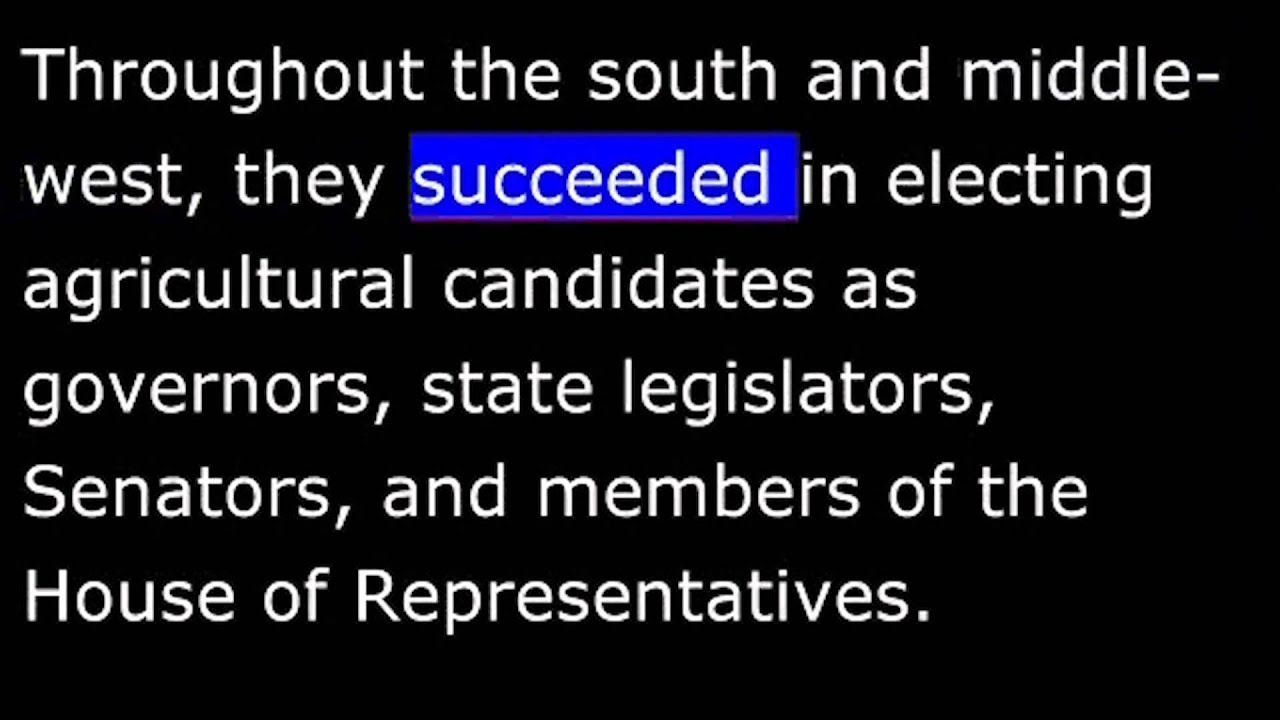 Throughout the south and middle-
west, they succeeded in electing
agricultural candidates as
governors, state legislators,
Senators, and members of the
House of Representatives.